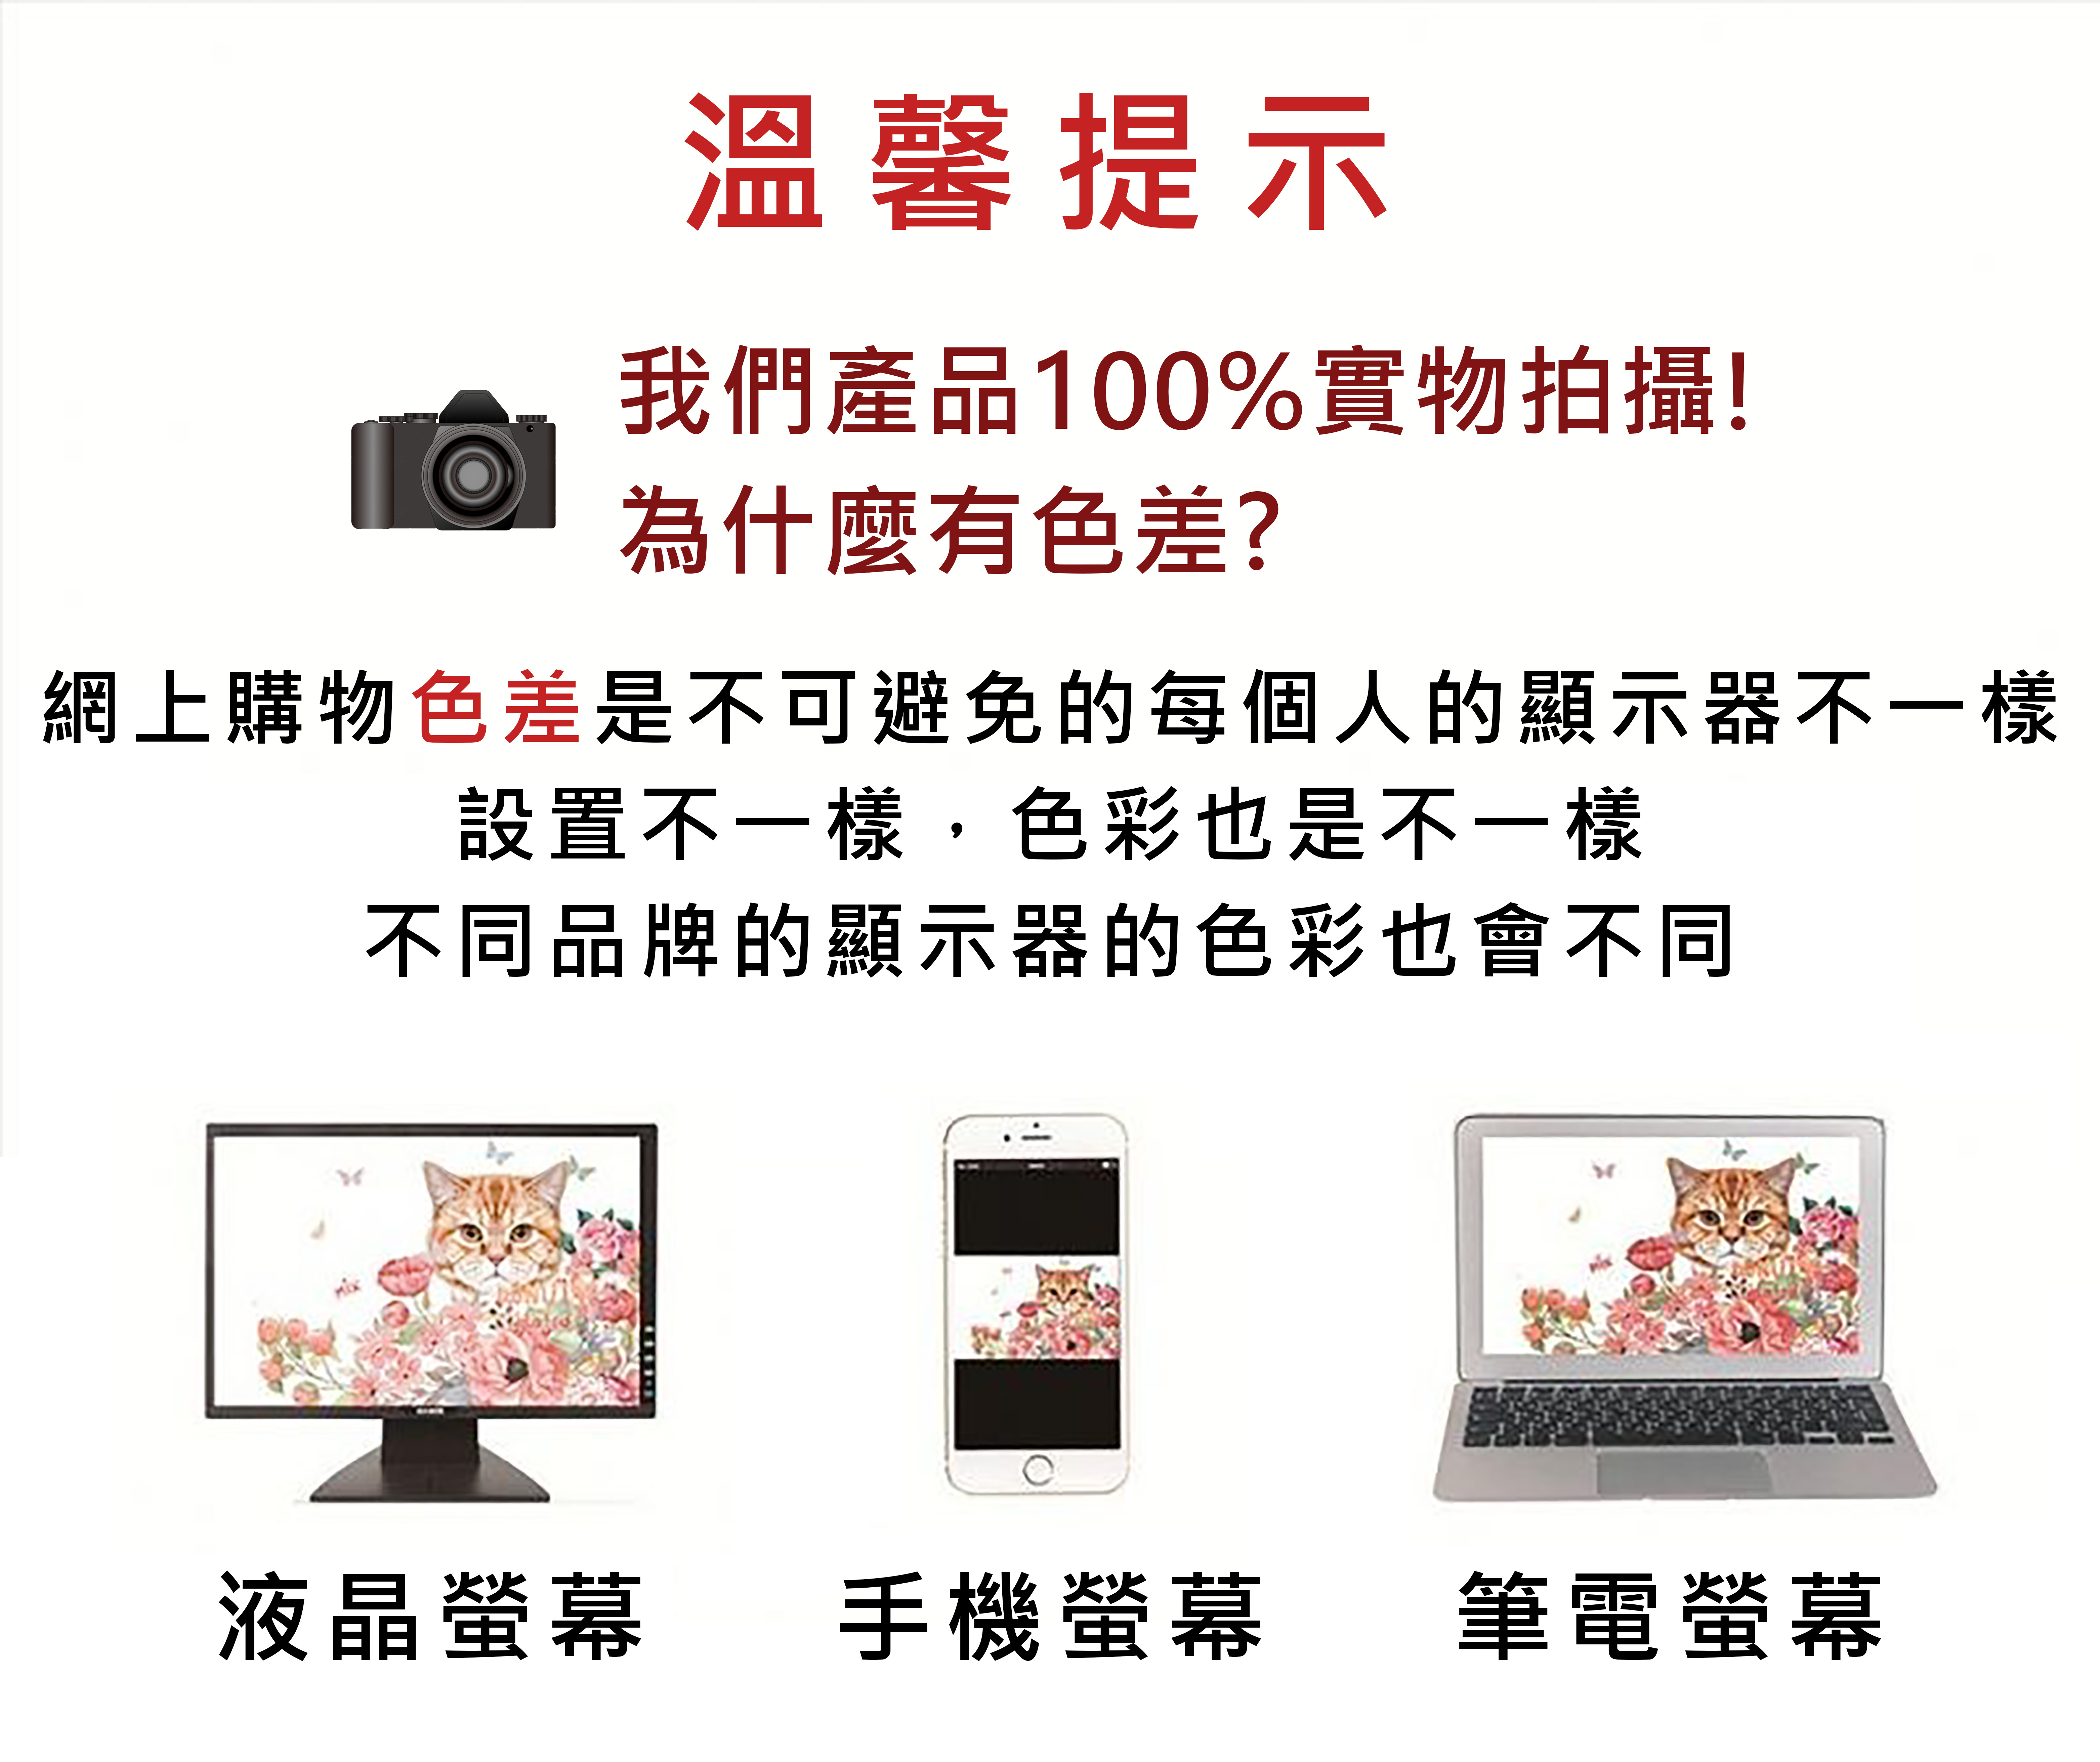 溫馨提示
我們產品100%實物拍攝!
為什麼有色差?
網上購物色差是不可避免的每個人的顯示器不一樣
設置不一樣，色彩也是不一樣
不同品牌的顯示器的色彩也會不同
液晶螢幕 手機螢幕 筆電螢幕